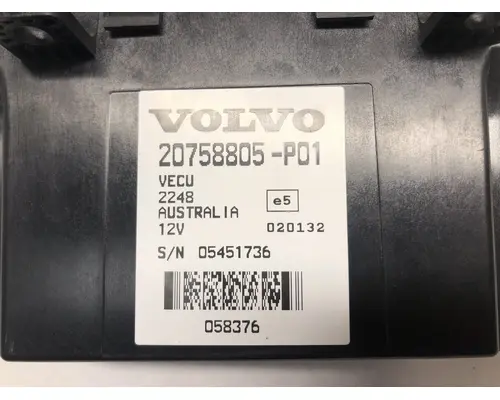 VOLVO
20758805-P01
VECU
2248
AUSTRALIA e5
12V 020132
S/N 05451736
058376